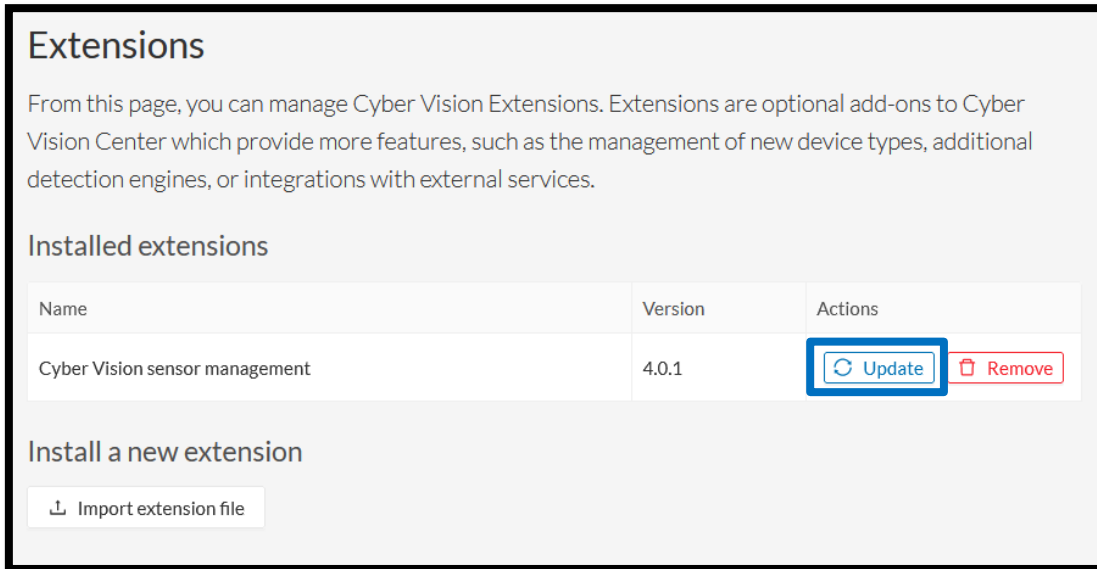 Extensions
From this page, you can manage Cyber Vision Extensions. Extensions are optional add-ons to Cyber
Vision Center which provide more features, such as the management of new device types, additional
detection engines, or integrations with external services.
Installed extensions
Name Version Actions
Cyber Vision sensor management 4.0.1 Update Remove
Install a new extension
Import extension file